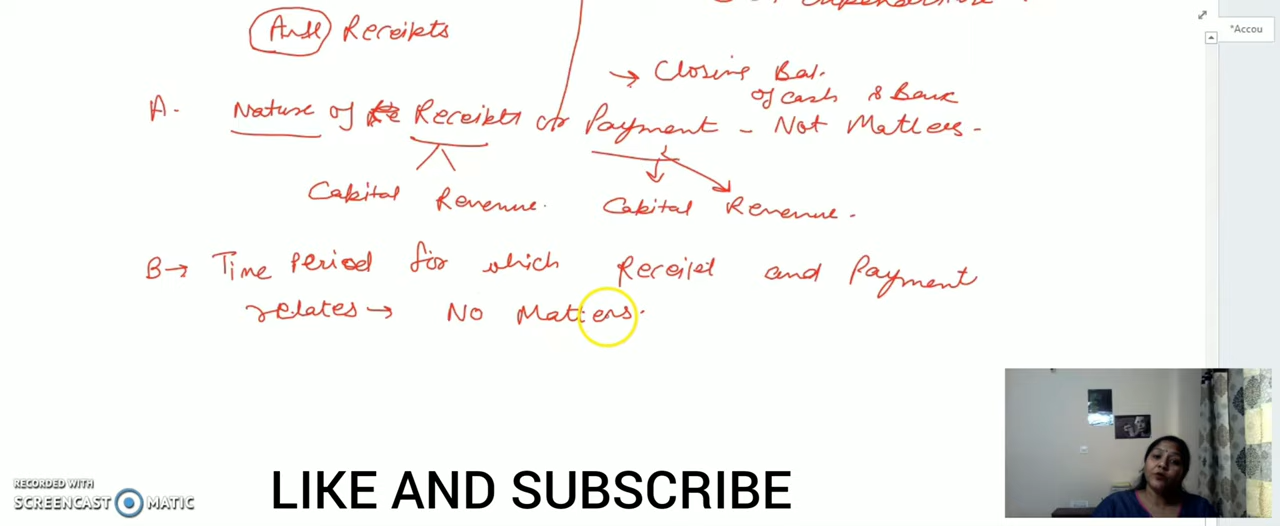 *Accou
And Receipts
→ Closing Bal.
of cash & Bank
A. Nature of Receipts or Payment - Not Matters -
Capital Revenue. Capital Revenue.
B→ Time Period for which Receipt and Payment
relates → No Matters.
RECORDED WITH
SCREENCAST MATIC
LIKE AND SUBSCRIBE